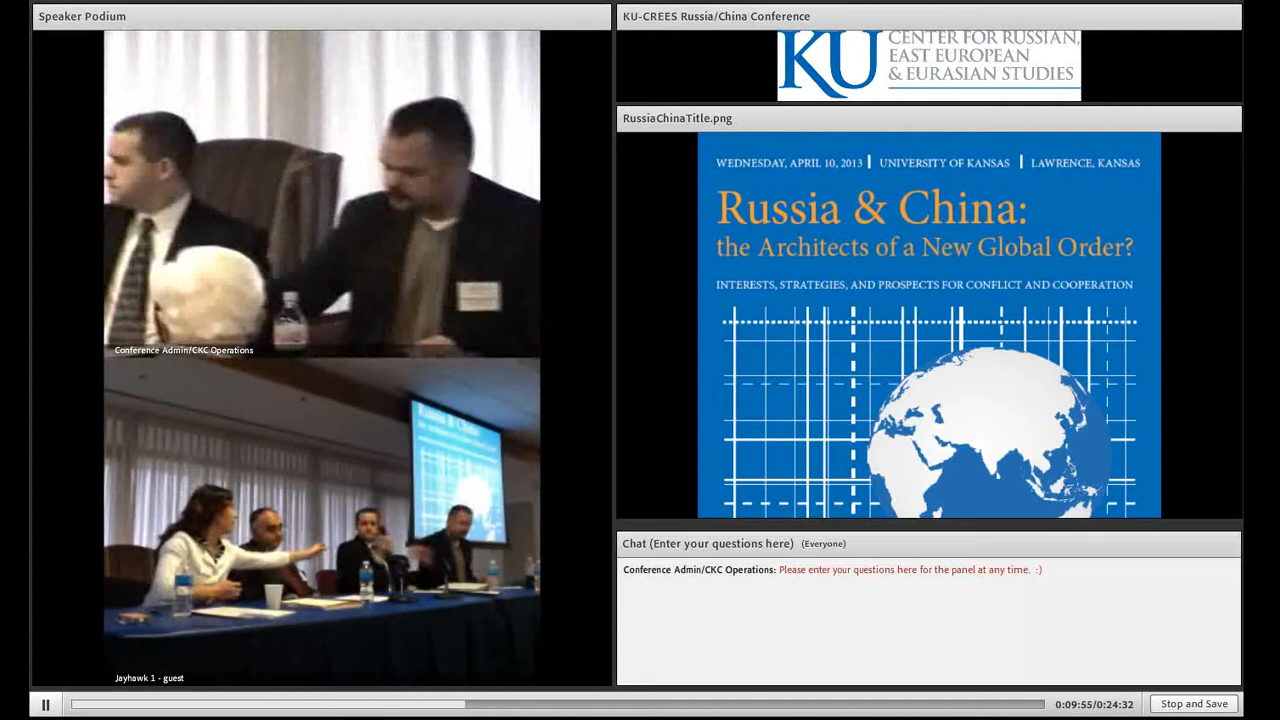 Speaker Podium
Conference Admin/CKC Operations
Russia & China
Jayhawk 1 - guest
KU-CREES Russia/China Conference
KU CENTER FOR RUSSIAN,
EAST EUROPEAN
& EURASIAN STUDIES
RussiaChinaTitle.png
WEDNESDAY, APRIL 10, 2013 | UNIVERSITY OF KANSAS | LAWRENCE, KANSAS
Russia & China:
the Architects of a New Global Order?
INTERESTS, STRATEGIES, AND PROSPECTS FOR CONFLICT AND COOPERATION
Chat (Enter your questions here) (Everyone)
Conference Admin/CKC Operations: Please enter your questions here for the panel at any time. :)
0:09:55/0:24:32
Stop and Save